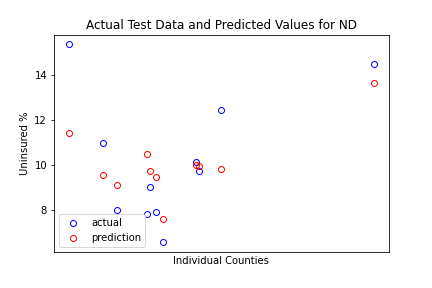 Actual Test Data and Predicted Values for ND
Uninsured %
14
12
10
8
actual
prediction
Individual Counties